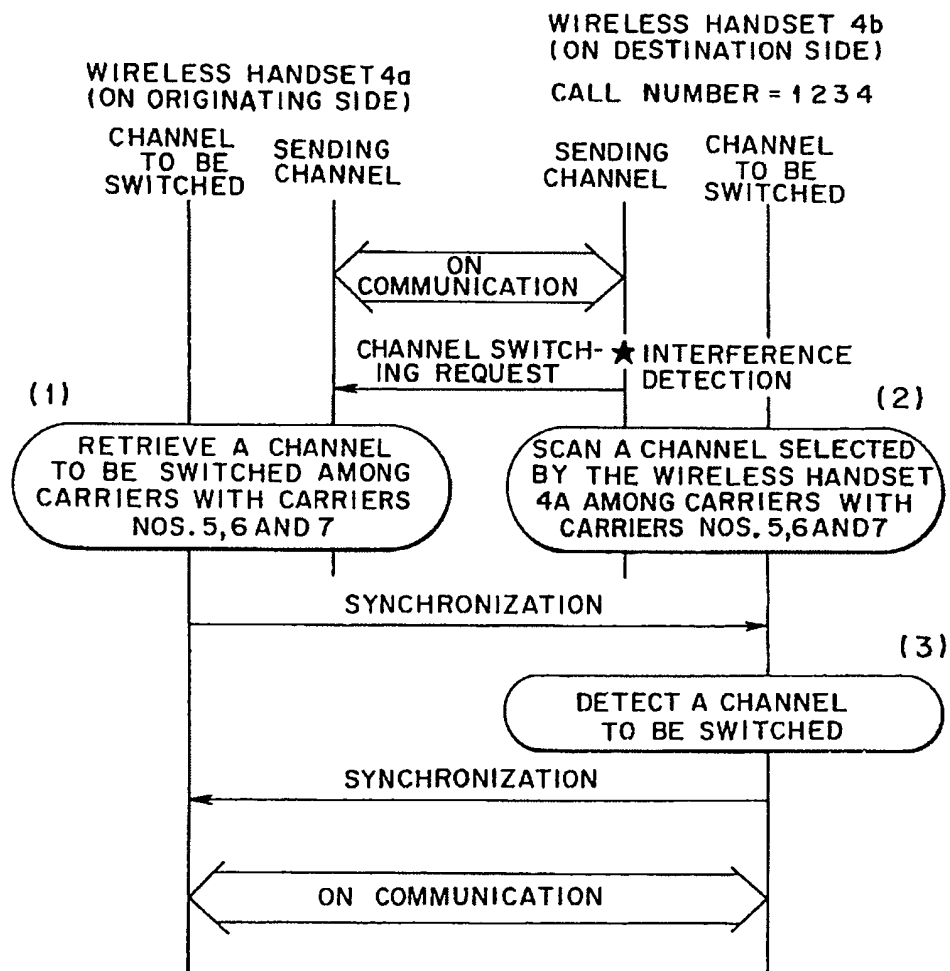 WIRELESS HANDSET 4a
(ON ORIGINATING SIDE)
WIRELESS HANDSET 4b
(ON DESTINATION SIDE)
CALL NUMBER = 1234
CHANNEL
TO BE
SWITCHED
SENDING
CHANNEL
SENDING
CHANNEL
CHANNEL
TO BE
SWITCHED
ON
COMMUNICATION
CHANNEL SWITCH-
ING REQUEST
★ INTERFERENCE
DETECTION
(1)
RETRIEVE A CHANNEL
TO BE SWITCHED AMONG
CARRIERS WITH CARRIERS
NOS. 5,6 AND 7
(2)
SCAN A CHANNEL SELECTED
BY THE WIRELESS HANDSET
4A AMONG CARRIERS WITH
CARRIERS NOS. 5,6 AND 7
SYNCHRONIZATION
(3)
DETECT A CHANNEL
TO BE SWITCHED
SYNCHRONIZATION
ON COMMUNICATION